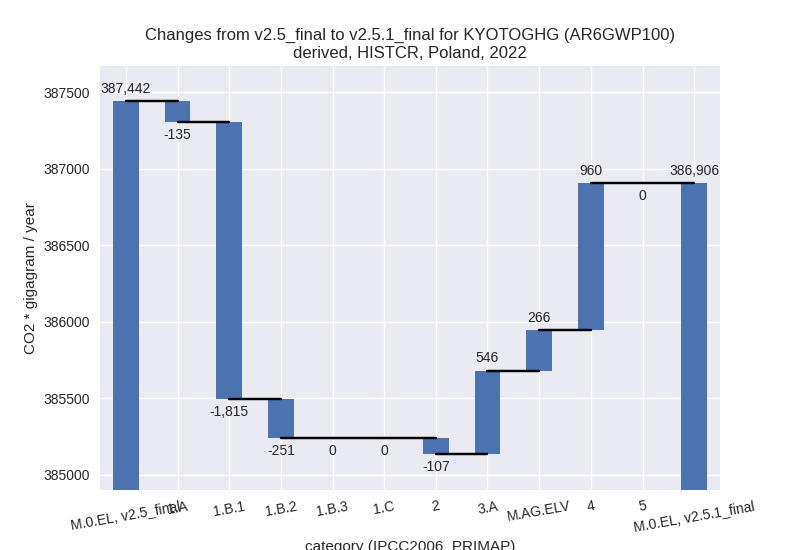 Changes from v2.5_final to v2.5.1_final for KYOTOGHG (AR6GWP100)
derived, HISTCR, Poland, 2022
CO2 * gigagram / year
387500
387000
386500
386000
385500
385000
387,442
-135
-1,815
-251
0
0
-107
546
266
960
0
386,906
M.0.EL, v2.5_final
1.A
1.B.1
1.B.2
1.B.3
1.C
2
3.A
M.AG.ELV
4
5
M.0.EL, v2.5.1_final
category (IPCC2006_PRIMAP)